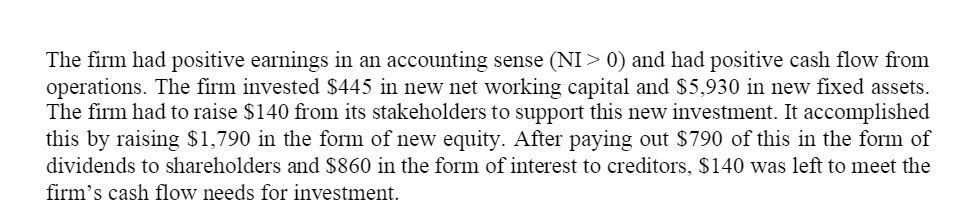 The firm had positive earnings in an accounting sense (NI > 0) and had positive cash flow from
operations. The firm invested $445 in new net working capital and $5,930 in new fixed assets.
The firm had to raise $140 from its stakeholders to support this new investment. It accomplished
this by raising $1,790 in the form of new equity. After paying out $790 of this in the form of
dividends to shareholders and $860 in the form of interest to creditors, $140 was left to meet the
firm’s cash flow needs for investment.